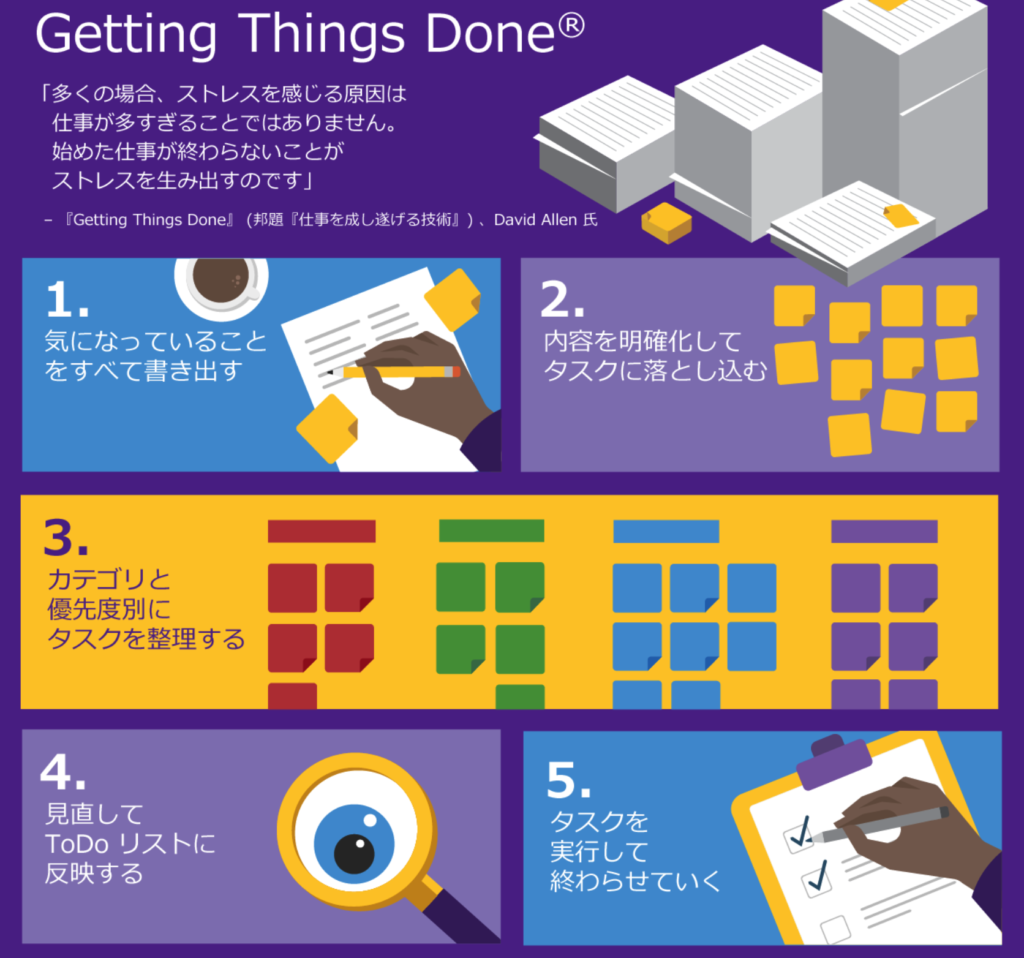 Getting Things Done®
「多くの場合、ストレスを感じる原因は
仕事が多すぎることではありません。
始めた仕事が終わらないことが
ストレスを生み出すのです」
– 『Getting Things Done』 (邦題『仕事を成し遂げる技術』) 、David Allen 氏
1.
気になっていること
をすべて書き出す
2.
内容を明確化して
タスクに落とし込む
3.
カテゴリと
優先度別に
タスクを整理する
4.
見直して
ToDo リストに
反映する
5.
タスクを
実行して
終わらせていく